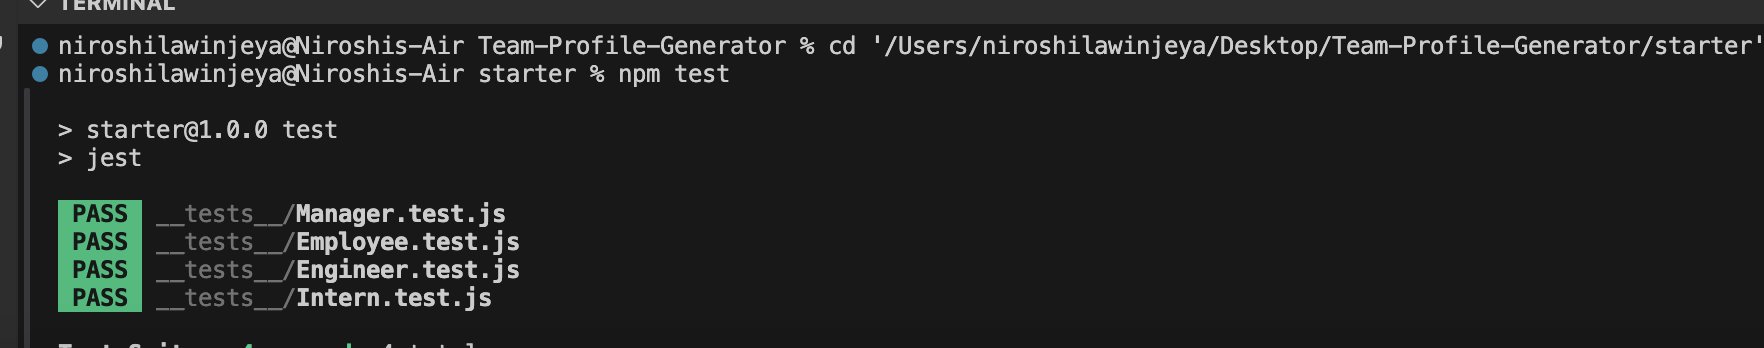 TERMINAL
niroshilawinjeya@Niroshis-Air Team-Profile-Generator % cd '/Users/niroshilawinjeya/Desktop/Team-Profile-Generator/starter'
niroshilawinjeya@Niroshis-Air starter % npm test
> starter@1.0.0 test
> jest
PASS __tests__/Manager.test.js
PASS __tests__/Employee.test.js
PASS __tests__/Engineer.test.js
PASS __tests__/Intern.test.js